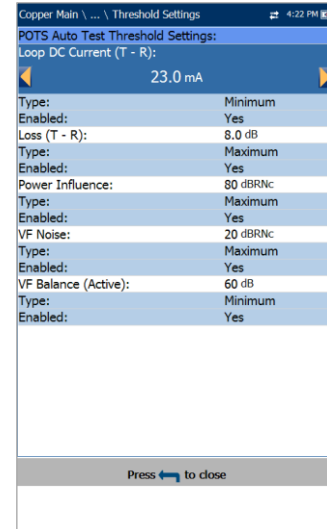 Copper Main \ ... \ Threshold Settings 4:22 PM
POTS Auto Test Threshold Settings:
Loop DC Current (T - R):
23.0 mA
Type: Minimum
Enabled: Yes
Loss (T - R): 8.0 dB
Type: Maximum
Enabled: Yes
Power Influence: 80 dBRNc
Type: Maximum
Enabled: Yes
VF Noise: 20 dBRNc
Type: Maximum
Enabled: Yes
VF Balance (Active): 60 dB
Type: Minimum
Enabled: Yes
Press to close